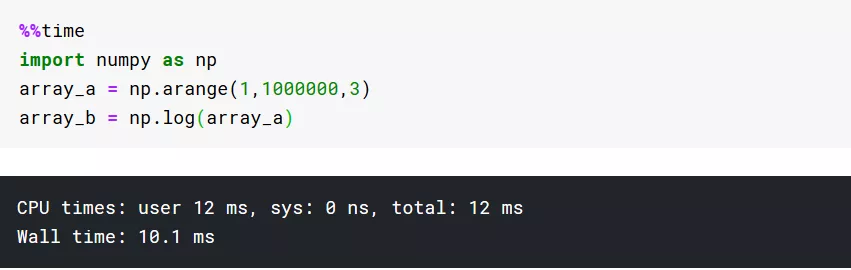 %%time
import numpy as np
array_a = np.arange(1,1000000,3)
array_b = np.log(array_a)
CPU times: user 12 ms, sys: 0 ns, total: 12 ms
Wall time: 10.1 ms